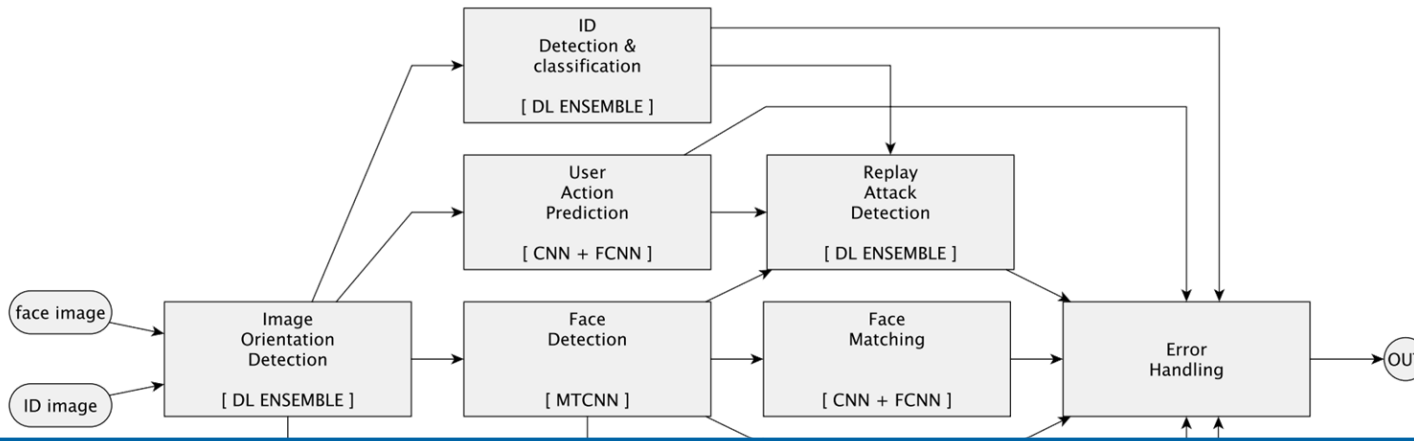 ID
Detection &
classification
[ DL ENSEMBLE ]
User
Action
Prediction
[ CNN + FCNN ]
Replay
Attack
Detection
[ DL ENSEMBLE ]
face image
ID image
Image
Orientation
Detection
[ DL ENSEMBLE ]
Face
Detection
[ MTCNN ]
Face
Matching
[ CNN + FCNN ]
Error
Handling